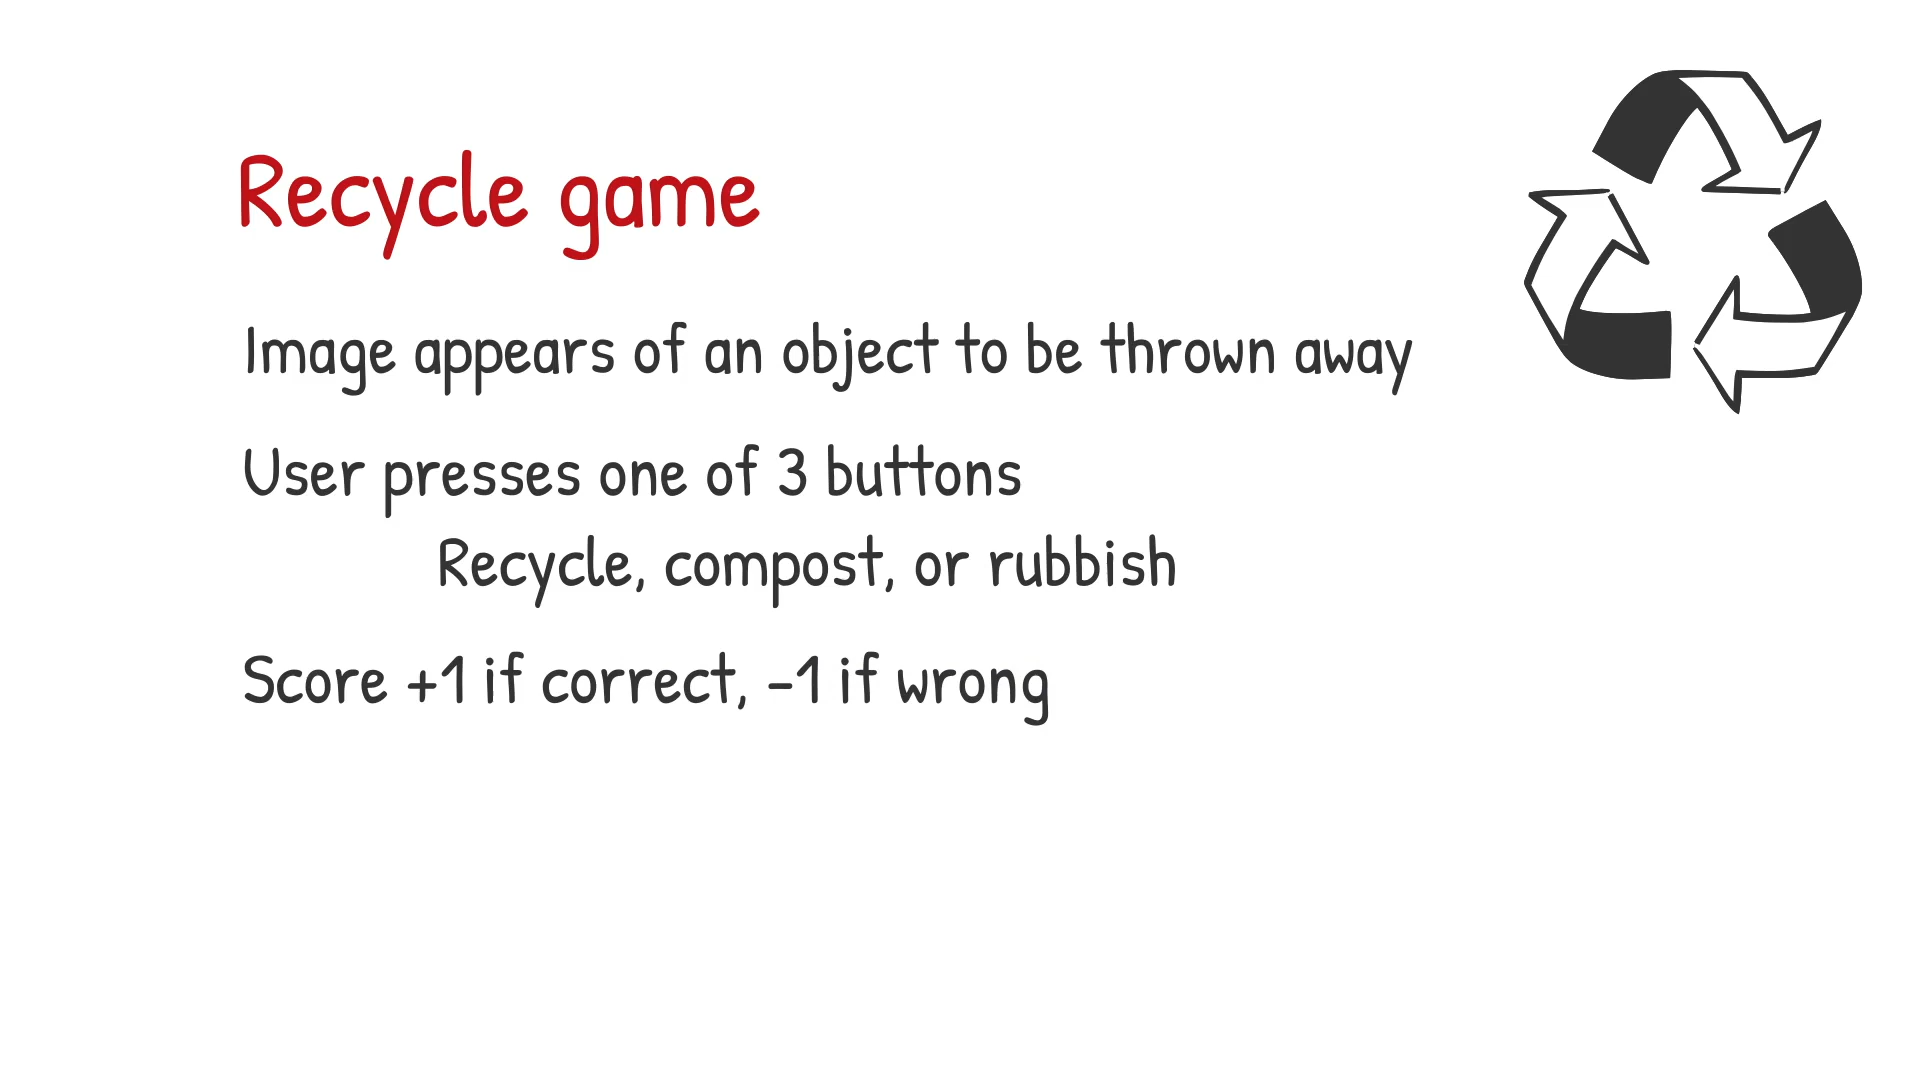 Recycle game
Image appears of an object to be thrown away
User presses one of 3 buttons
Recycle, compost, or rubbish
Score +1 if correct, -1 if wrong